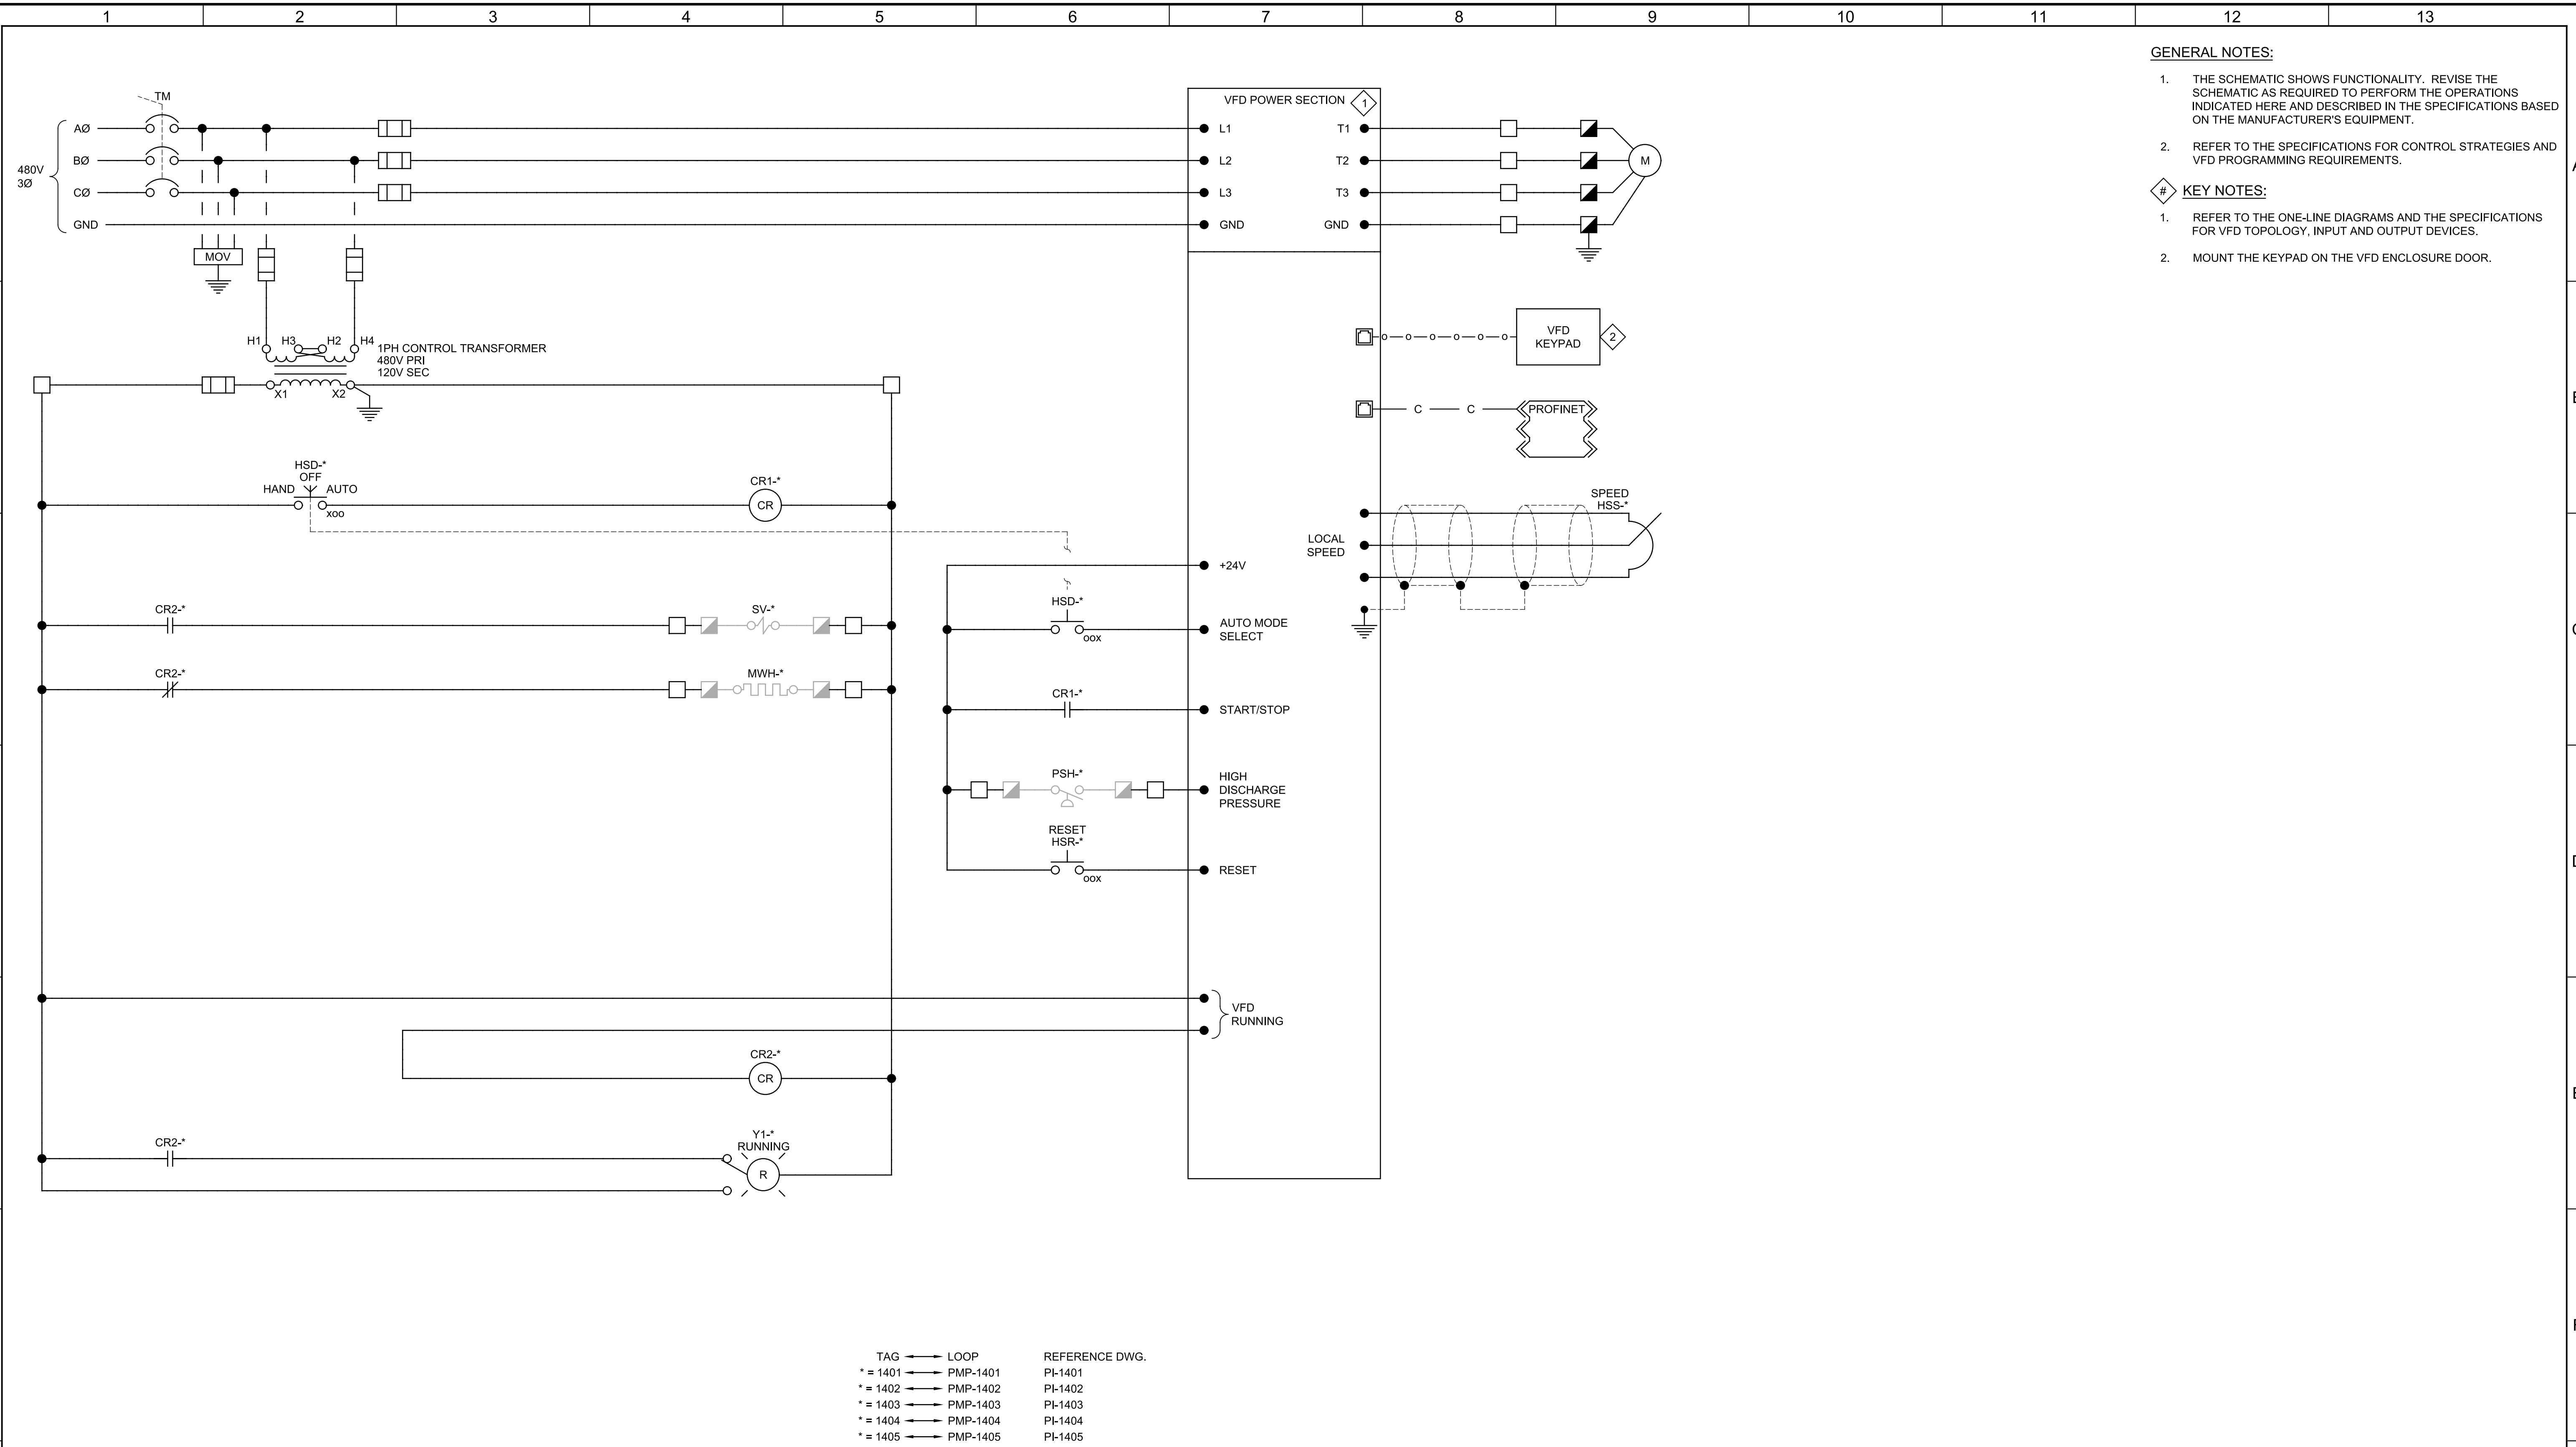 1 2 3 4 5 6 7 8 9 10 11 12 13
GENERAL NOTES:
1. THE SCHEMATIC SHOWS FUNCTIONALITY. REVISE THE
SCHEMATIC AS REQUIRED TO PERFORM THE OPERATIONS
INDICATED HERE AND DESCRIBED IN THE SPECIFICATIONS BASED
ON THE MANUFACTURER'S EQUIPMENT.
2. REFER TO THE SPECIFICATIONS FOR CONTROL STRATEGIES AND
VFD PROGRAMMING REQUIREMENTS.
# KEY NOTES:
1. REFER TO THE ONE-LINE DIAGRAMS AND THE SPECIFICATIONS
FOR VFD TOPOLOGY, INPUT AND OUTPUT DEVICES.
2. MOUNT THE KEYPAD ON THE VFD ENCLOSURE DOOR.
TM
480V
3Ø
AØ
BØ
CØ
GND
MOV
VFD POWER SECTION 1
L1 T1
L2 T2
L3 T3
GND GND
M
H1 H3 H2 H4
1PH CONTROL TRANSFORMER
480V PRI
120V SEC
X1 X2
VFD
KEYPAD
2
C C PROFINET
HSD-*
OFF
HAND AUTO
xoo
CR1-*
CR
SPEED
HSS-*
LOCAL
SPEED
+24V
CR2-*
SV-*
HSD-*
oox
AUTO MODE
SELECT
CR2-*
MWH-*
CR1-*
START/STOP
PSH-*
HIGH
DISCHARGE
PRESSURE
RESET
HSR-*
oox
RESET
VFD
RUNNING
CR2-*
CR
CR2-*
Y1-*
RUNNING
R
TAG LOOP REFERENCE DWG.
* = 1401 PMP-1401 PI-1401
* = 1402 PMP-1402 PI-1402
* = 1403 PMP-1403 PI-1403
* = 1404 PMP-1404 PI-1404
* = 1405 PMP-1405 PI-1405